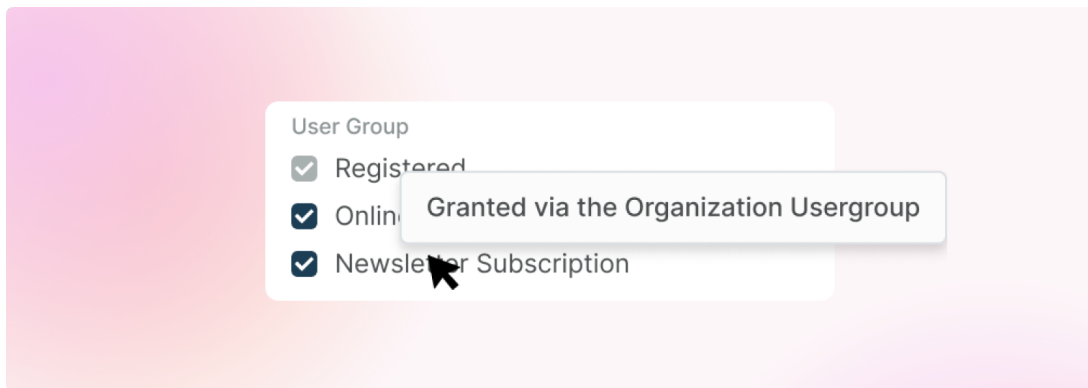 User Group
Registered
Granted via the Organization Usergroup
Newsletter Subscription